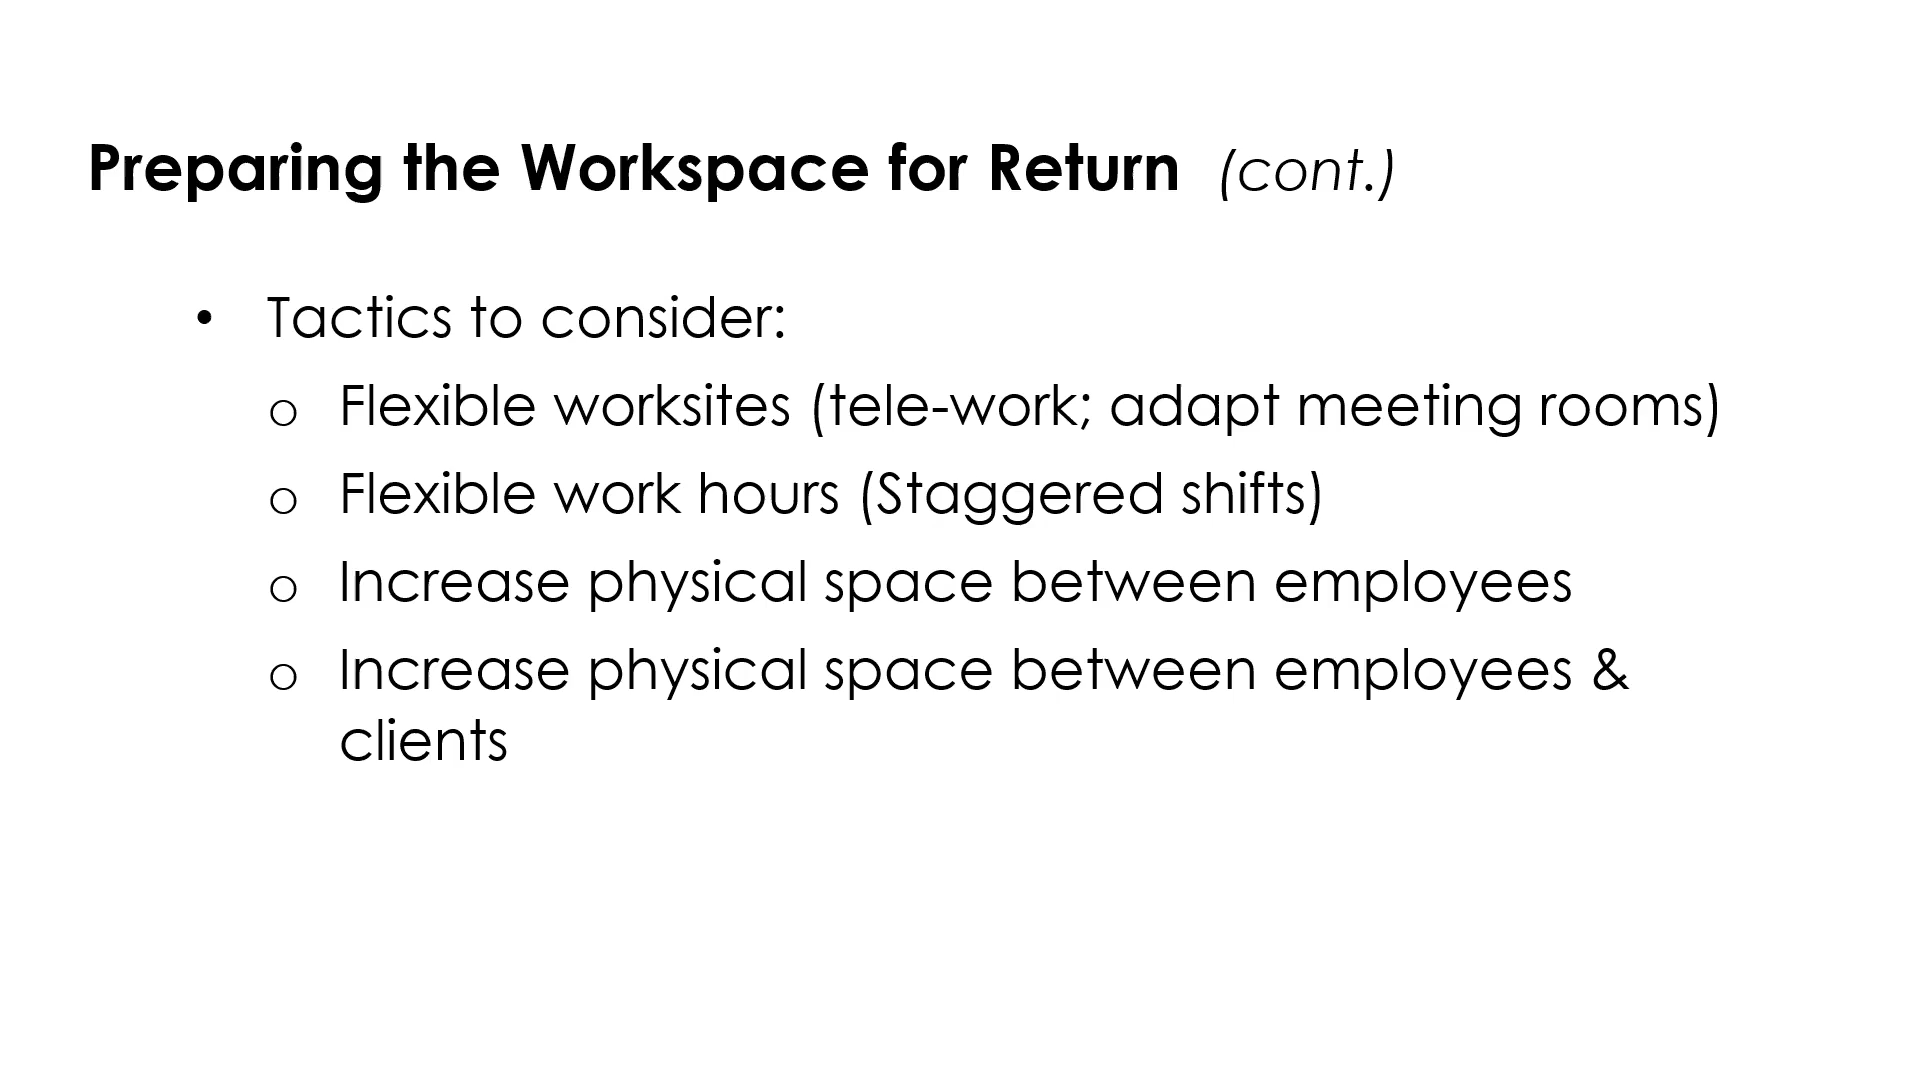 Preparing the Workspace for Return (cont.)
• Tactics to consider:
o Flexible worksites (tele-work; adapt meeting rooms)
o Flexible work hours (Staggered shifts)
o Increase physical space between employees
o Increase physical space between employees &
clients